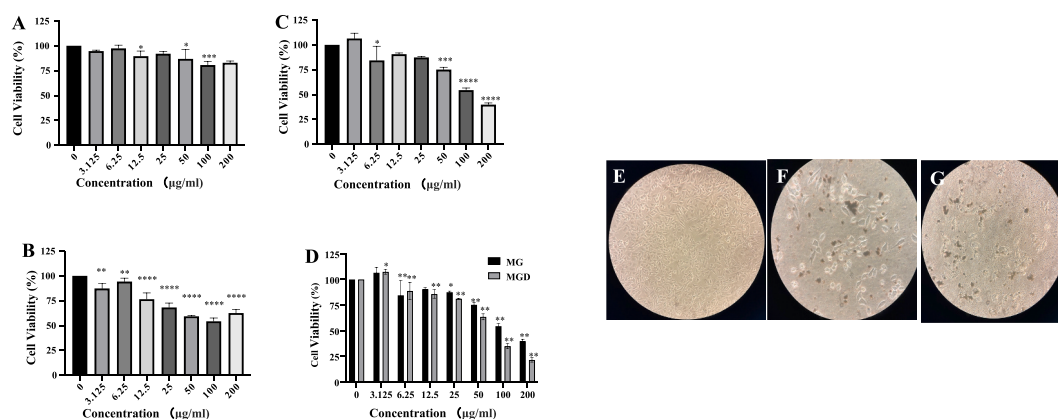 A
Cell Viability (%)
125
100
75
50
25
0
* * ***
0 3.125 6.25 12.5 25 50 100 200
Concentration (μg/ml)
C
Cell Viability (%)
125
100
75
50
25
0
* *** **** ****
0 3.125 6.25 12.5 25 50 100 200
Concentration (μg/ml)
B
Cell Viability (%)
125
100
75
50
25
0
** ** **** **** **** **** ****
0 3.125 6.25 12.5 25 50 100 200
Concentration (μg/ml)
D
Cell Viability (%)
125
100
75
50
25
0
MG
MGD
* ** ** ** * ** ** ** ** ** ** **
0 3.125 6.25 12.5 25 50 100 200
Concentration (μg/ml)
E
F
G